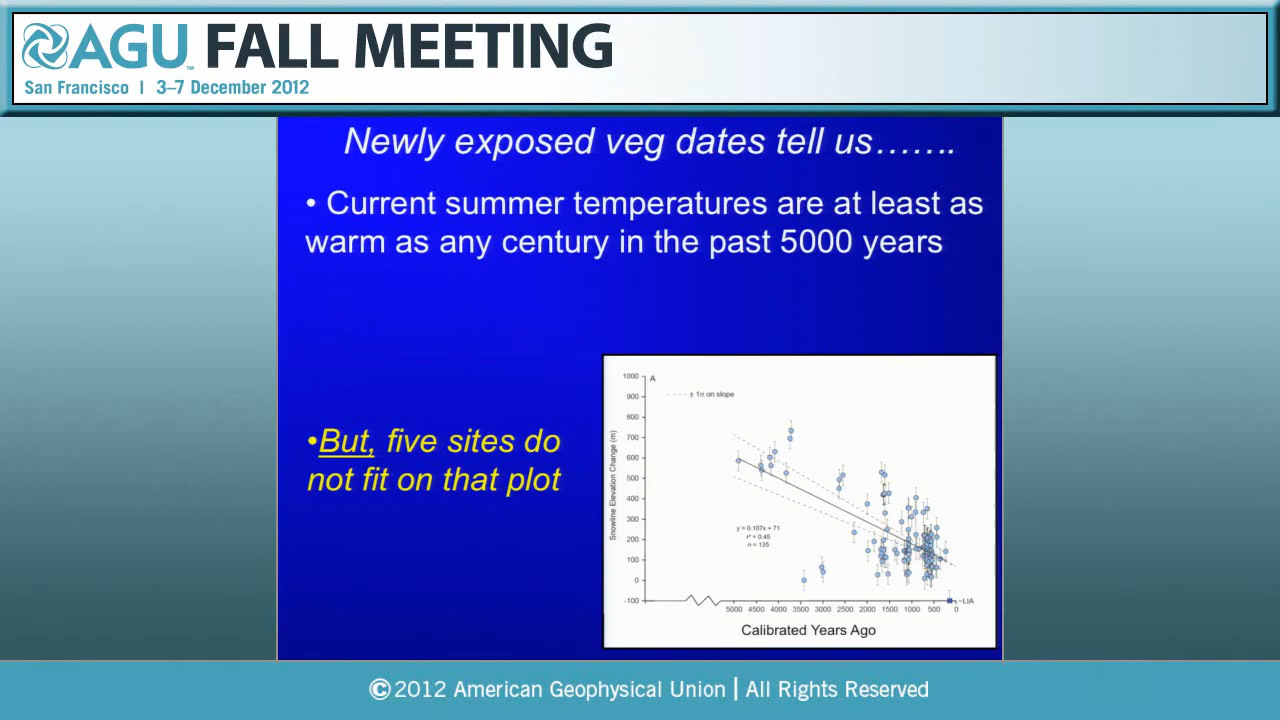 AGU™ FALL MEETING
San Francisco | 3–7 December 2012
Newly exposed veg dates tell us…….
• Current summer temperatures are at least as
warm as any century in the past 5000 years
•But, five sites do
not fit on that plot
A
± 1σ on slope
1000
900
800
700
600
500
400
300
200
100
0
-100
Snowline Elevation Change (m)
y = 0.107x + 71
r² = 0.45
n = 135
~LIA
5000 4500 4000 3500 3000 2500 2000 1500 1000 500 0
Calibrated Years Ago
©2012 American Geophysical Union | All Rights Reserved